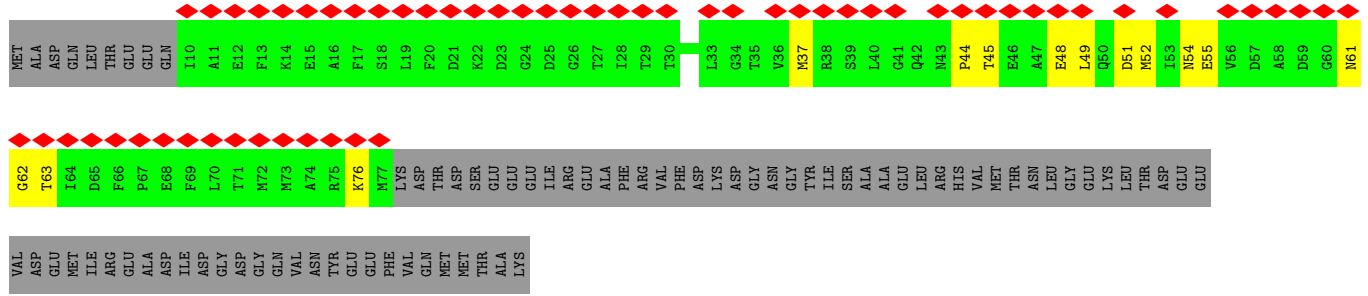 MET ALA ASP GLN LEU THR GLU GLU GLN I10 A11 E12 F13 K14 E15 A16 F17 S18 L19 F20 D21 K22 D23 G24 D25 G26 T27 I28 T29 T30 L33 G34 T35 V36 M37 R38 S39 L40 G41 Q42 N43 P44 T45 E46 A47 E48 L49 Q50 D51 M52 I53 N54 E55 V56 D57 A58 D59 G60 N61
G62 T63 I64 D65 F66 P67 E68 F69 L70 T71 M72 M73 A74 R75 K76 M77 LYS ASP THR ASP SER GLU GLU GLU ILE ARG GLU ALA PHE ARG VAL PHE ASP LYS ASP GLY ASN GLY TYR ILE SER ALA ALA GLU LEU ARG HIS VAL MET THR ASN LEU GLY GLU LYS LEU THR ASP GLU GLU
VAL ASP GLU MET ILE ARG GLU ALA ASP ILE ASP GLY ASP GLY GLN VAL ASN TYR GLU GLU PHE VAL GLN MET MET THR ALA LYS